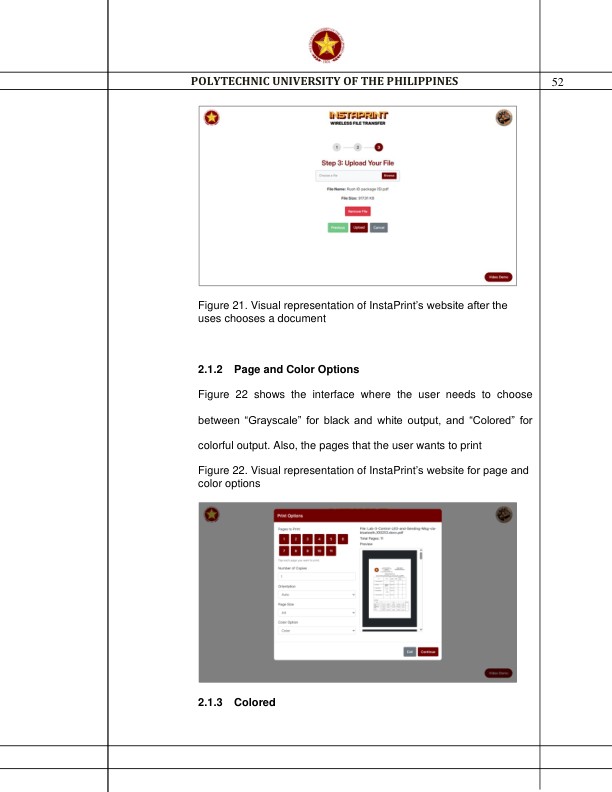 POLYTECHNIC UNIVERSITY OF THE PHILIPPINES
52
INSTAPRINT
WIRELESS FILE TRANSFER
1 2 3
Step 3: Upload Your File
Choose a file Browse
File Name:
File Size:
Remove File
Previous Upload Cancel
Video Demo
Figure 21. Visual representation of InstaPrint's website after the
uses chooses a document
2.1.2 Page and Color Options
Figure 22 shows the interface where the user needs to choose
between “Grayscale” for black and white output, and “Colored” for
colorful output. Also, the pages that the user wants to print
Figure 22. Visual representation of InstaPrint's website for page and
color options
Print Options
Pages to Print
1 2 3 4 5 6
7 8 9 10 11
Number of Copies
1
Orientation
Page Size
A4
Color Option
Color
Total Pages: 11
Preview
Exit Continue
Video Demo
2.1.3 Colored